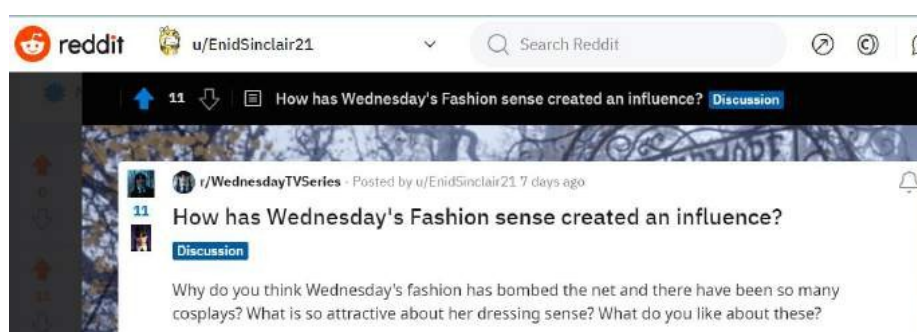 reddit u/EnidSinclair21 Search Reddit
11 How has Wednesday's Fashion sense created an influence? Discussion
r/WednesdayTVSeries · Posted by u/EnidSinclair21 7 days ago
11
How has Wednesday's Fashion sense created an influence?
Discussion
Why do you think Wednesday's fashion has bombed the net and there have been so many
cosplays? What is so attractive about her dressing sense? What do you like about these?